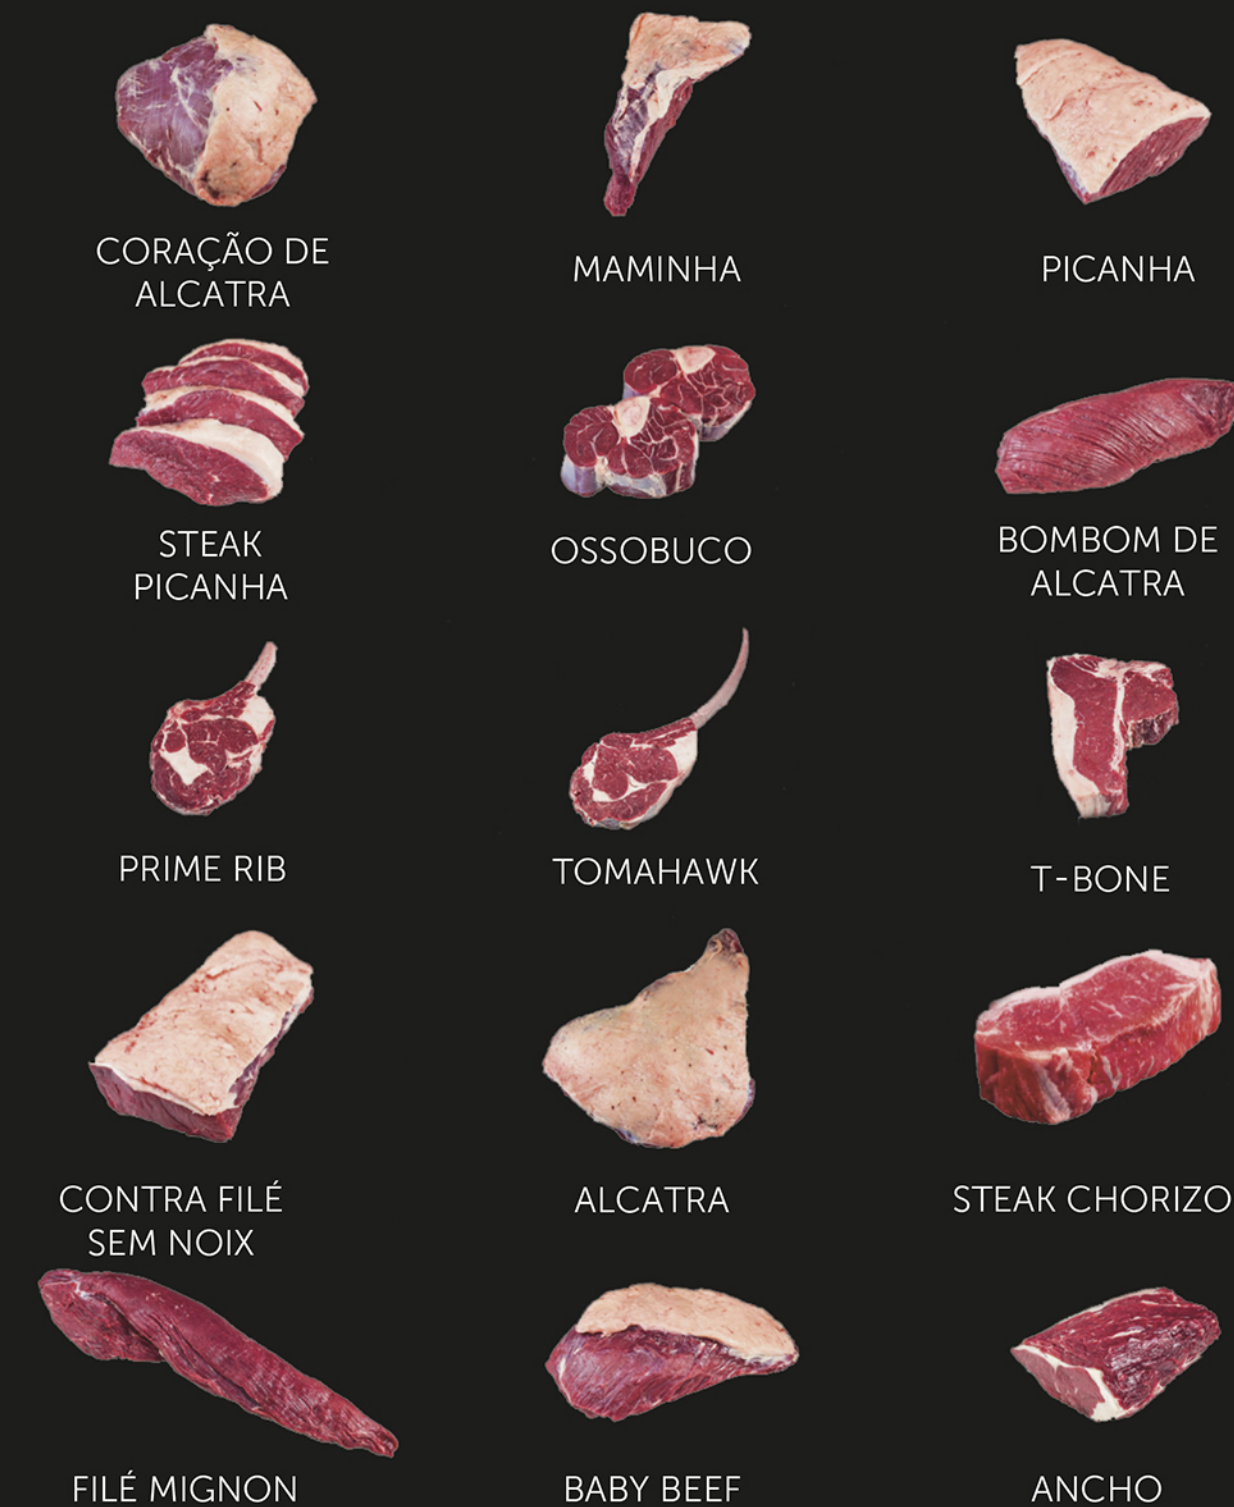 CORAÇÃO DE
ALCATRA
MAMINHA
PICANHA
STEAK
PICANHA
OSSOBUCO
BOMBOM DE
ALCATRA
PRIME RIB
TOMAHAWK
T-BONE
CONTRA FILÉ
SEM NOIX
ALCATRA
STEAK CHORIZO
FILÉ MIGNON
BABY BEEF
ANCHO